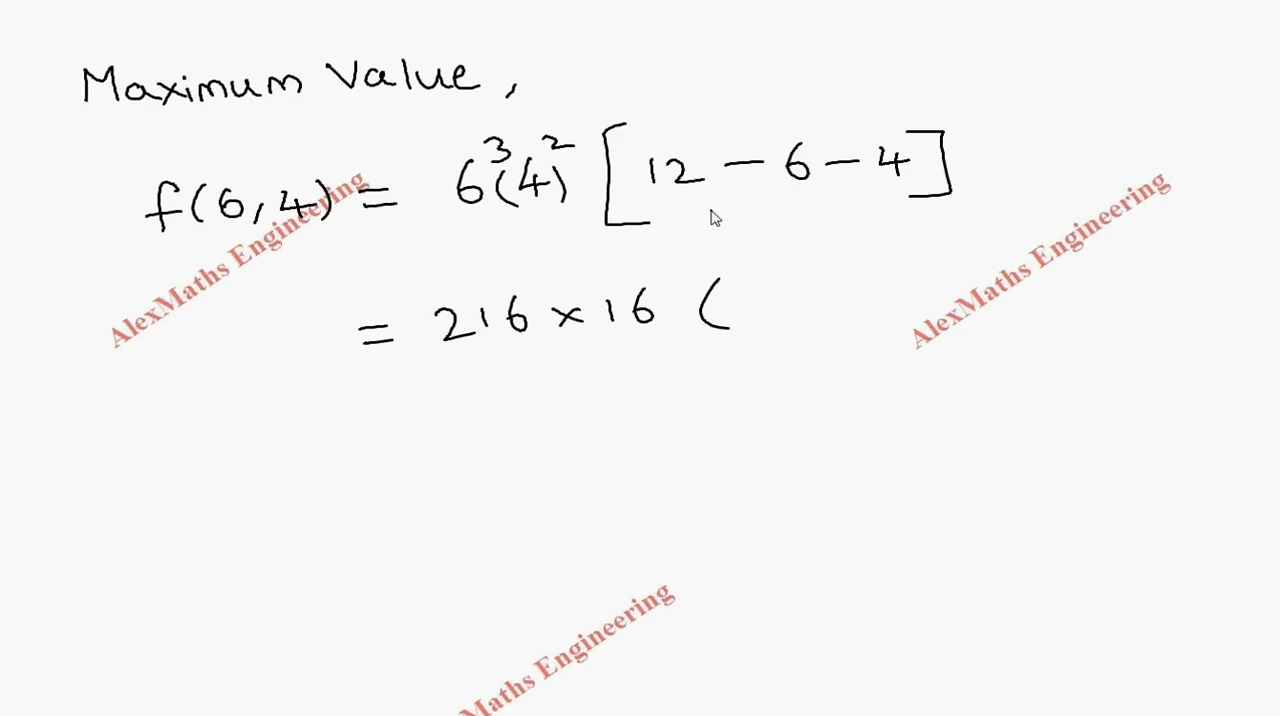 Maximum Value,
f(6,4) = 6³(4)² [12 - 6 - 4]
= 216 × 16 (
AlexMaths Engineering
AlexMaths Engineering
Maths Engineering